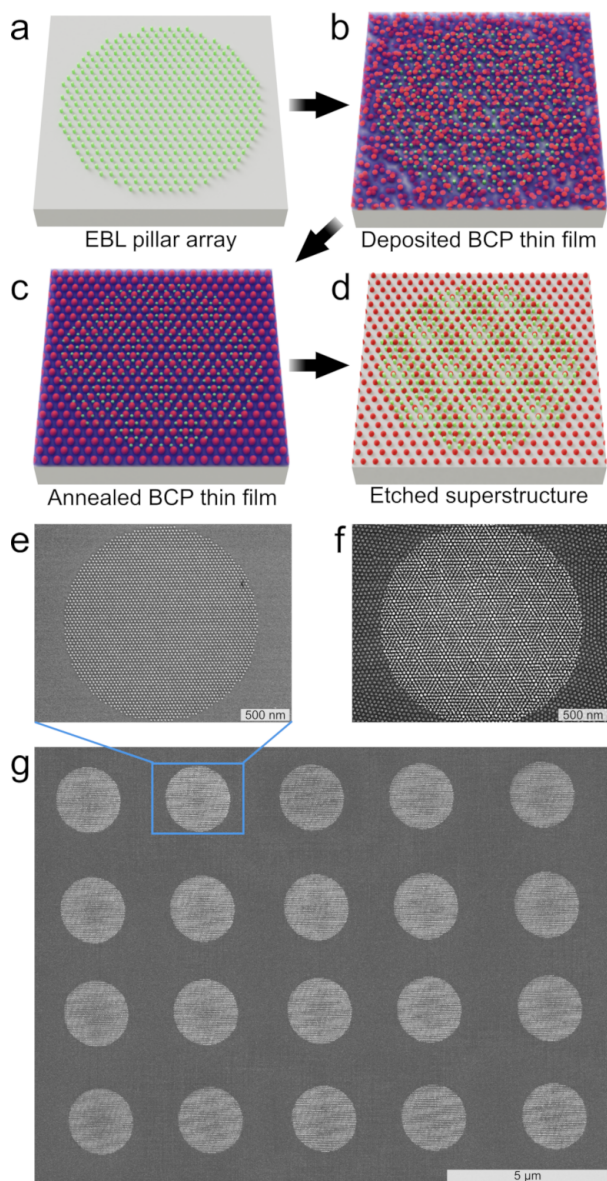 a
b
EBL pillar array
Deposited BCP thin film
c
d
Annealed BCP thin film
Etched superstructure
e
f
500 nm
500 nm
g
5 μm